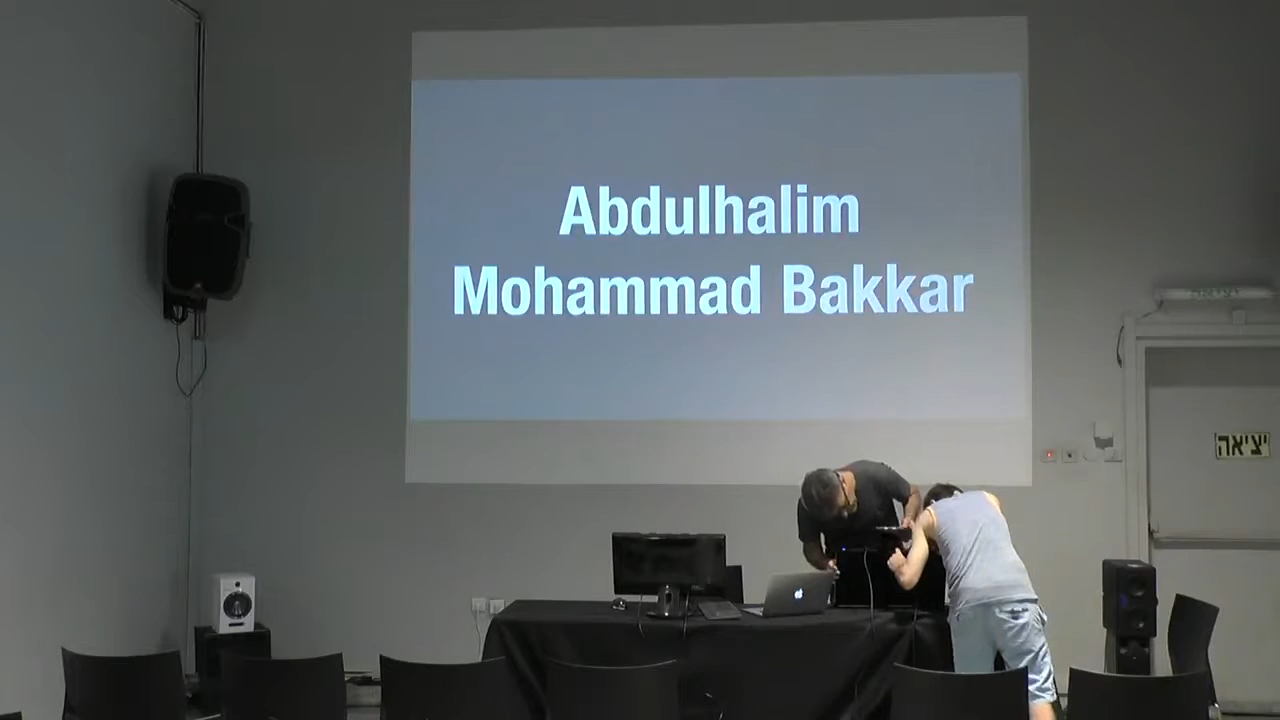 Abdulhalim
Mohammad Bakkar
יציאה